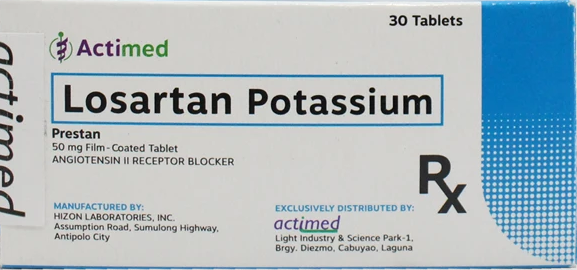 30 Tablets
Actimed
Losartan Potassium
Prestan
50 mg Film-Coated Tablet
ANGIOTENSIN II RECEPTOR BLOCKER
Rx
MANUFACTURED BY:
HIZON LABORATORIES, INC.
Assumption Road, Sumulong Highway,
Antipolo City
EXCLUSIVELY DISTRIBUTED BY:
actimed
Light Industry & Science Park-1,
Brgy. Diezmo, Cabuyao, Laguna
actimed